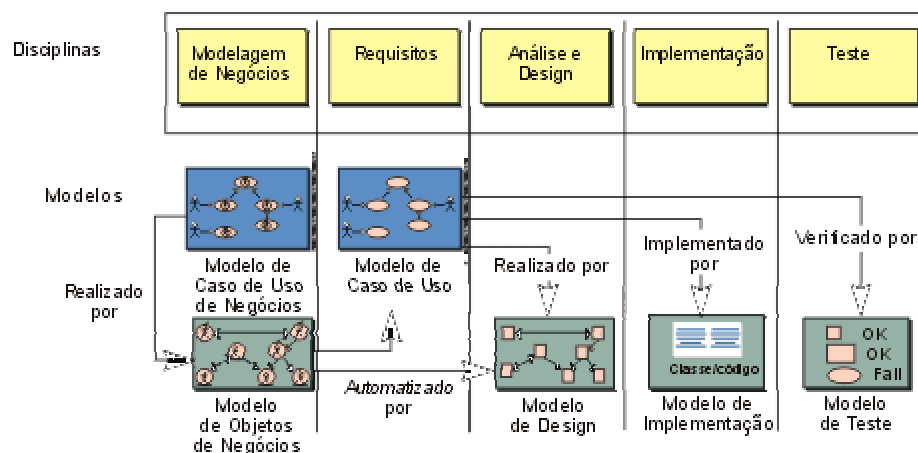 Disciplinas
Modelagem
de Negócios
Requisitos
Análise e
Design
Implementação
Teste
Modelos
Modelo de
Caso de Uso
de Negócios
Modelo de
Caso de Uso
Realizado
por
Realizado por
Implementado
por
Verificado por
Automatizado
por
Classe/código
OK
OK
Fall
Modelo
de Objetos
de Negócios
Modelo
de Design
Modelo de
Implementação
Modelo
de Teste